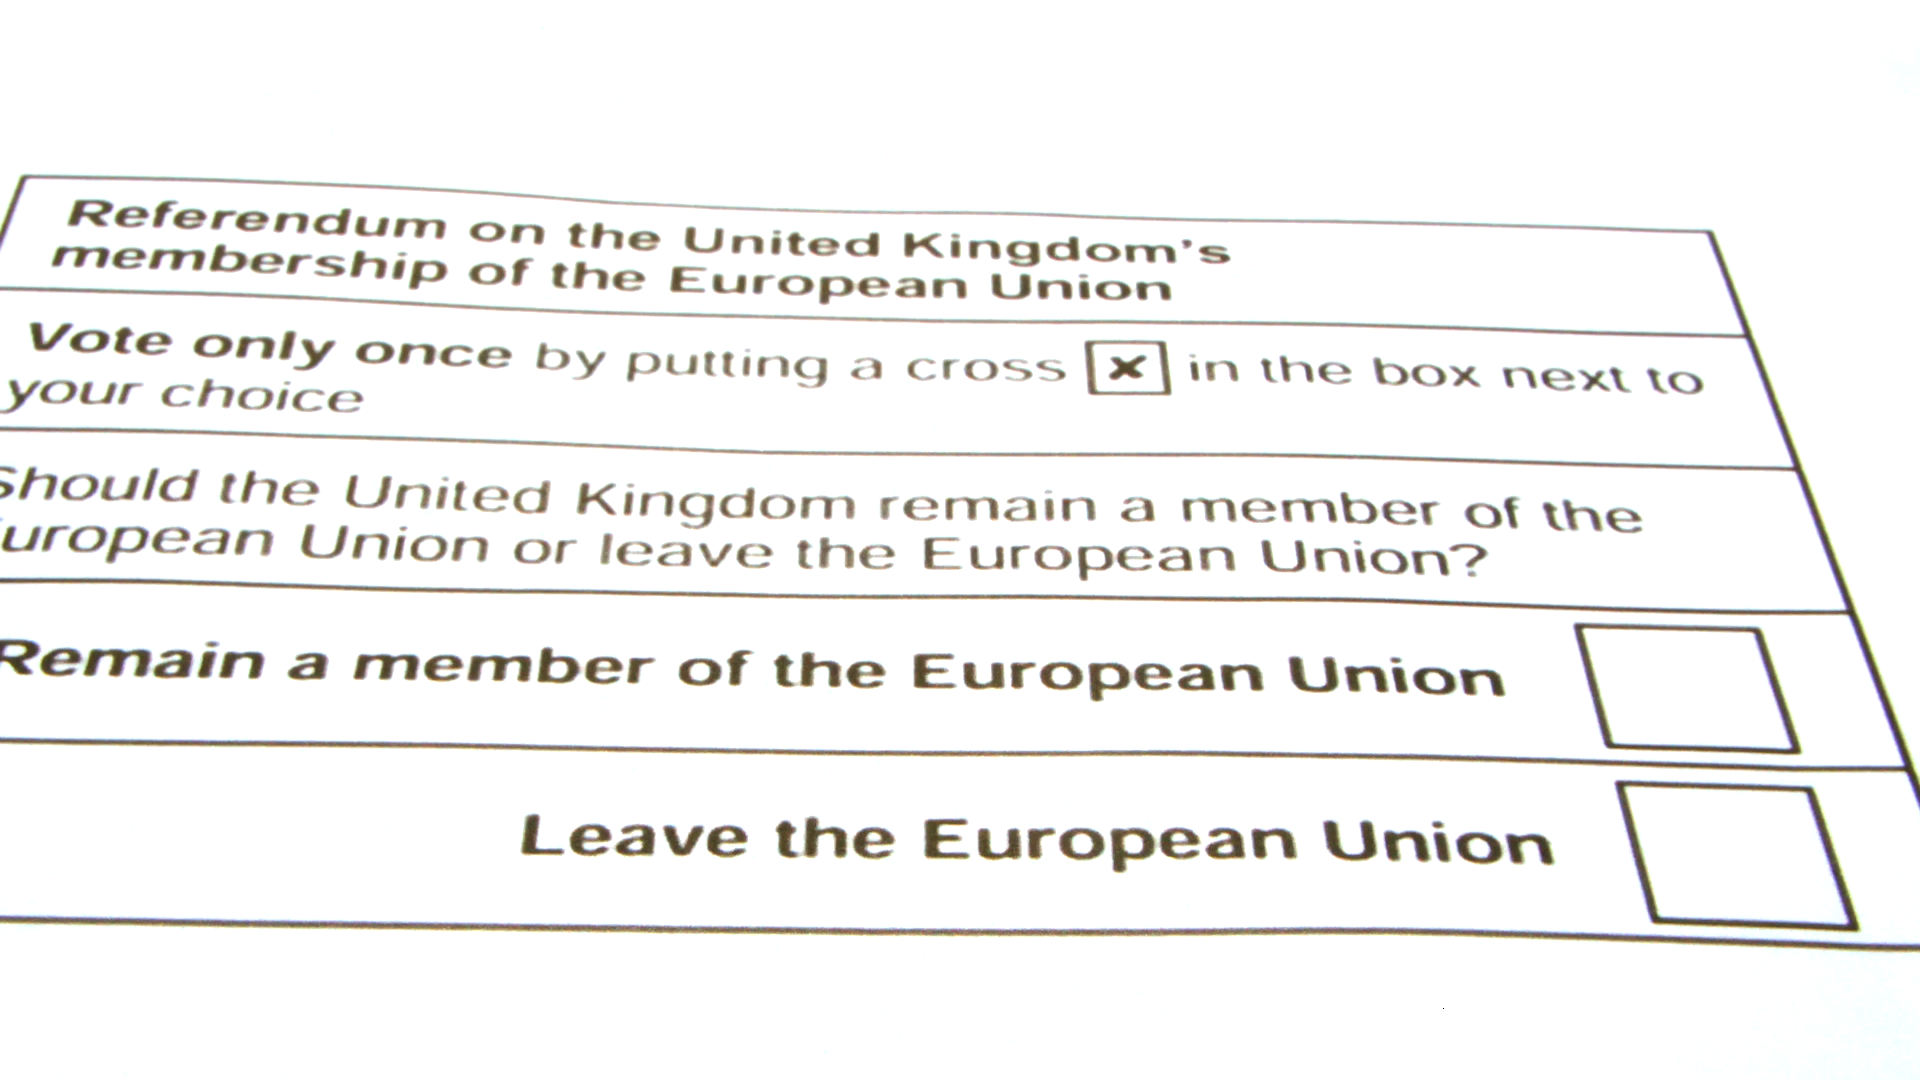 Referendum on the United Kingdom's
membership of the European Union
Vote only once by putting a cross x in the box next to
your choice
Should the United Kingdom remain a member of the
European Union or leave the European Union?
Remain a member of the European Union
Leave the European Union